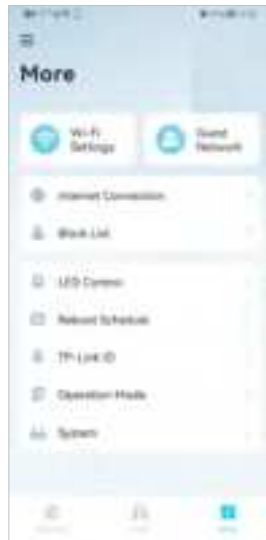 More
Wi-Fi
Settings
Guest
Network
Internet Connection
Block List
LED Control
Reboot Schedule
TP-Link ID
Operation Mode
System